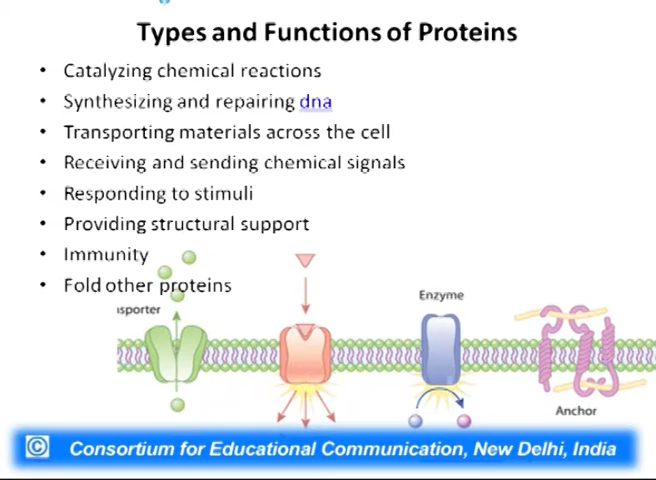 Types and Functions of Proteins
• Catalyzing chemical reactions
• Synthesizing and repairing dna
• Transporting materials across the cell
• Receiving and sending chemical signals
• Responding to stimuli
• Providing structural support
• Immunity
• Fold other proteins
sporter
Enzyme
Anchor
© Consortium for Educational Communication, New Delhi, India